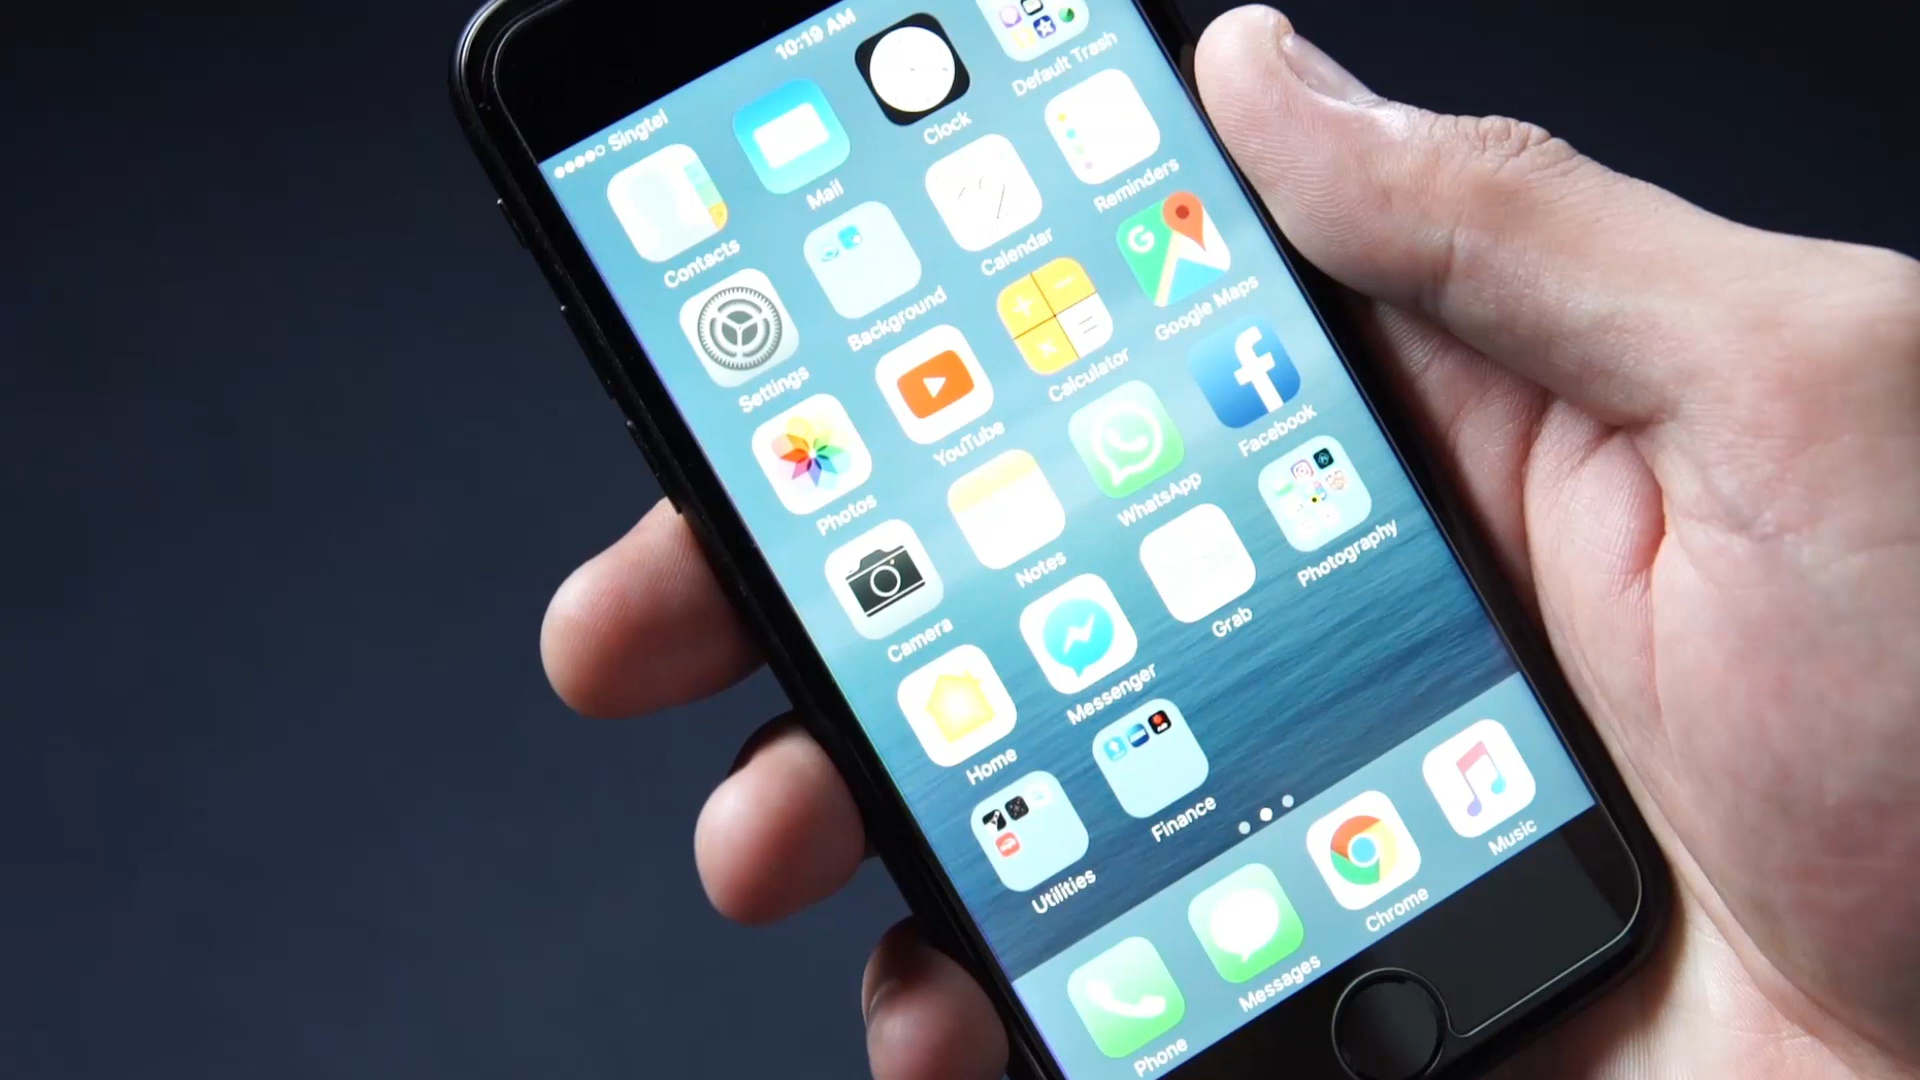 Singtel
10:19 AM
Contacts
Mail
Clock
Default Trash
Settings
Background
Calendar
Reminders
Photos
YouTube
Calculator
Google Maps
Camera
Notes
WhatsApp
Facebook
Home
Messenger
Grab
Photography
Utilities
Finance
Phone
Messages
Chrome
Music